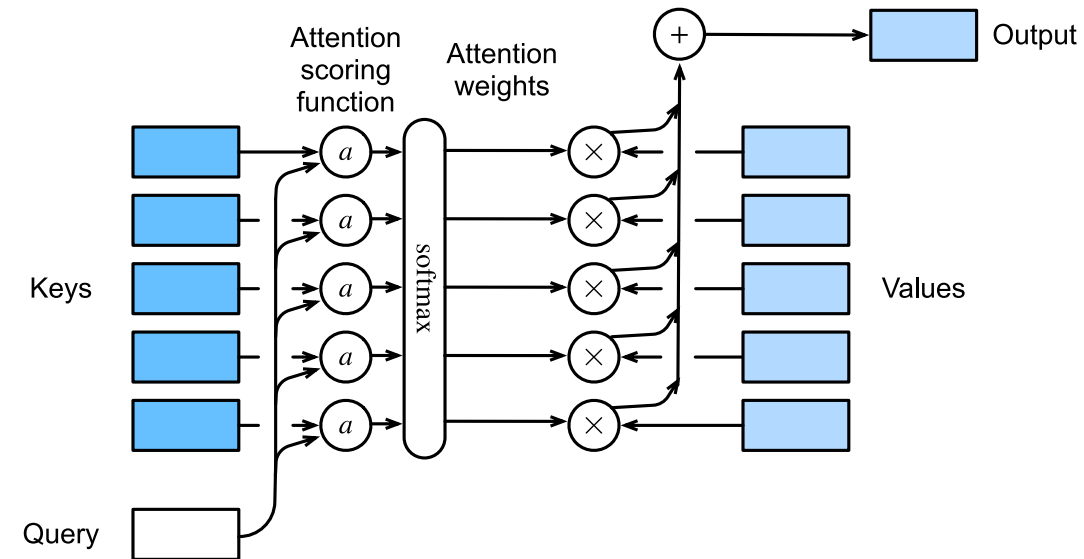 Attention
scoring
function
Attention
weights
+
Output
Keys
a
a
a
a
a
softmax
×
×
×
×
×
Values
Query